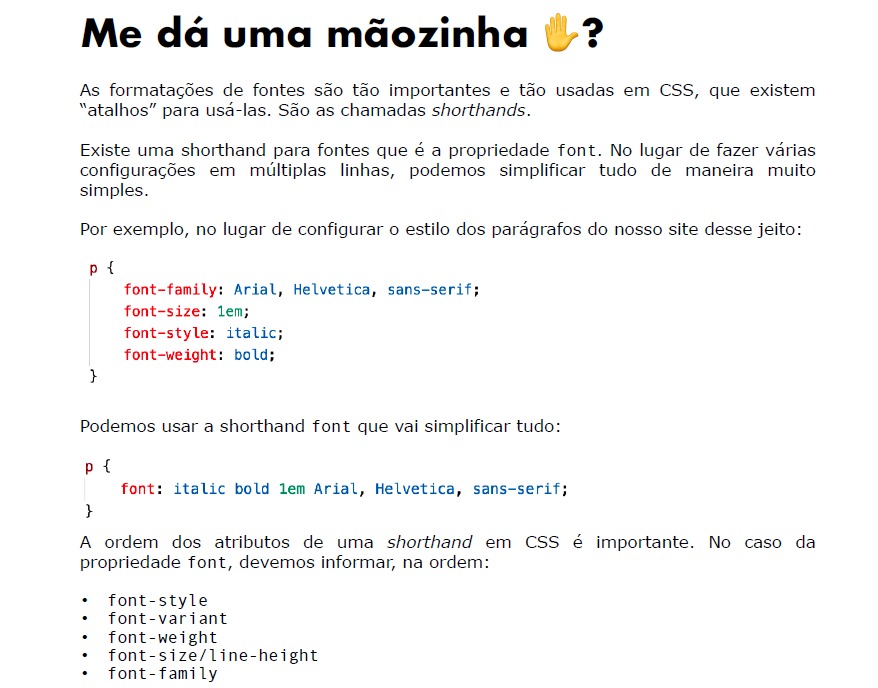 Me dá uma mãozinha 🖐?
As formatações de fontes são tão importantes e tão usadas em CSS, que existem
“atalhos” para usá-las. São as chamadas shorthands.
Existe uma shorthand para fontes que é a propriedade font. No lugar de fazer várias
configurações em múltiplas linhas, podemos simplificar tudo de maneira muito
simples.
Por exemplo, no lugar de configurar o estilo dos parágrafos do nosso site desse jeito:
p {
font-family: Arial, Helvetica, sans-serif;
font-size: 1em;
font-style: italic;
font-weight: bold;
}
Podemos usar a shorthand font que vai simplificar tudo:
p {
font: italic bold 1em Arial, Helvetica, sans-serif;
}
A ordem dos atributos de uma shorthand em CSS é importante. No caso da
propriedade font, devemos informar, na ordem:
• font-style
• font-variant
• font-weight
• font-size/line-height
• font-family